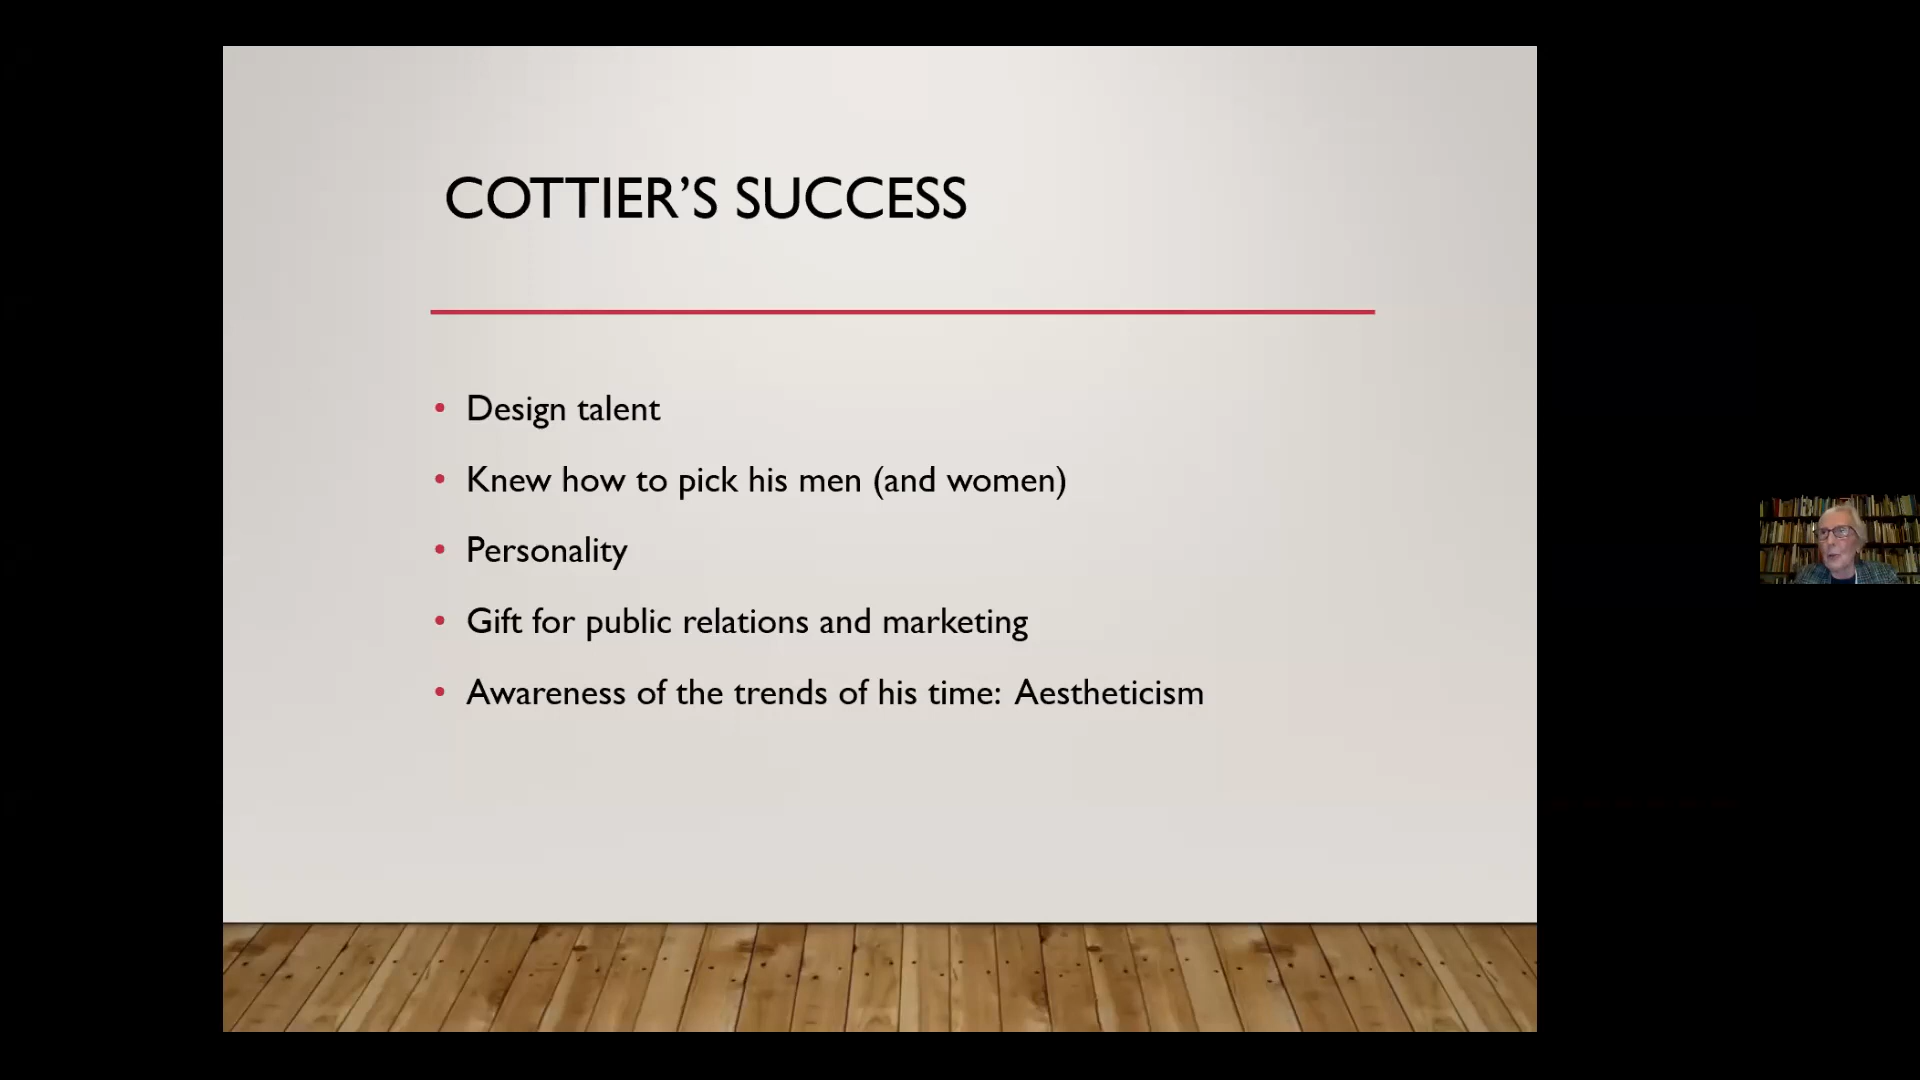 COTTIER’S SUCCESS
• Design talent
• Knew how to pick his men (and women)
• Personality
• Gift for public relations and marketing
• Awareness of the trends of his time: Aestheticism